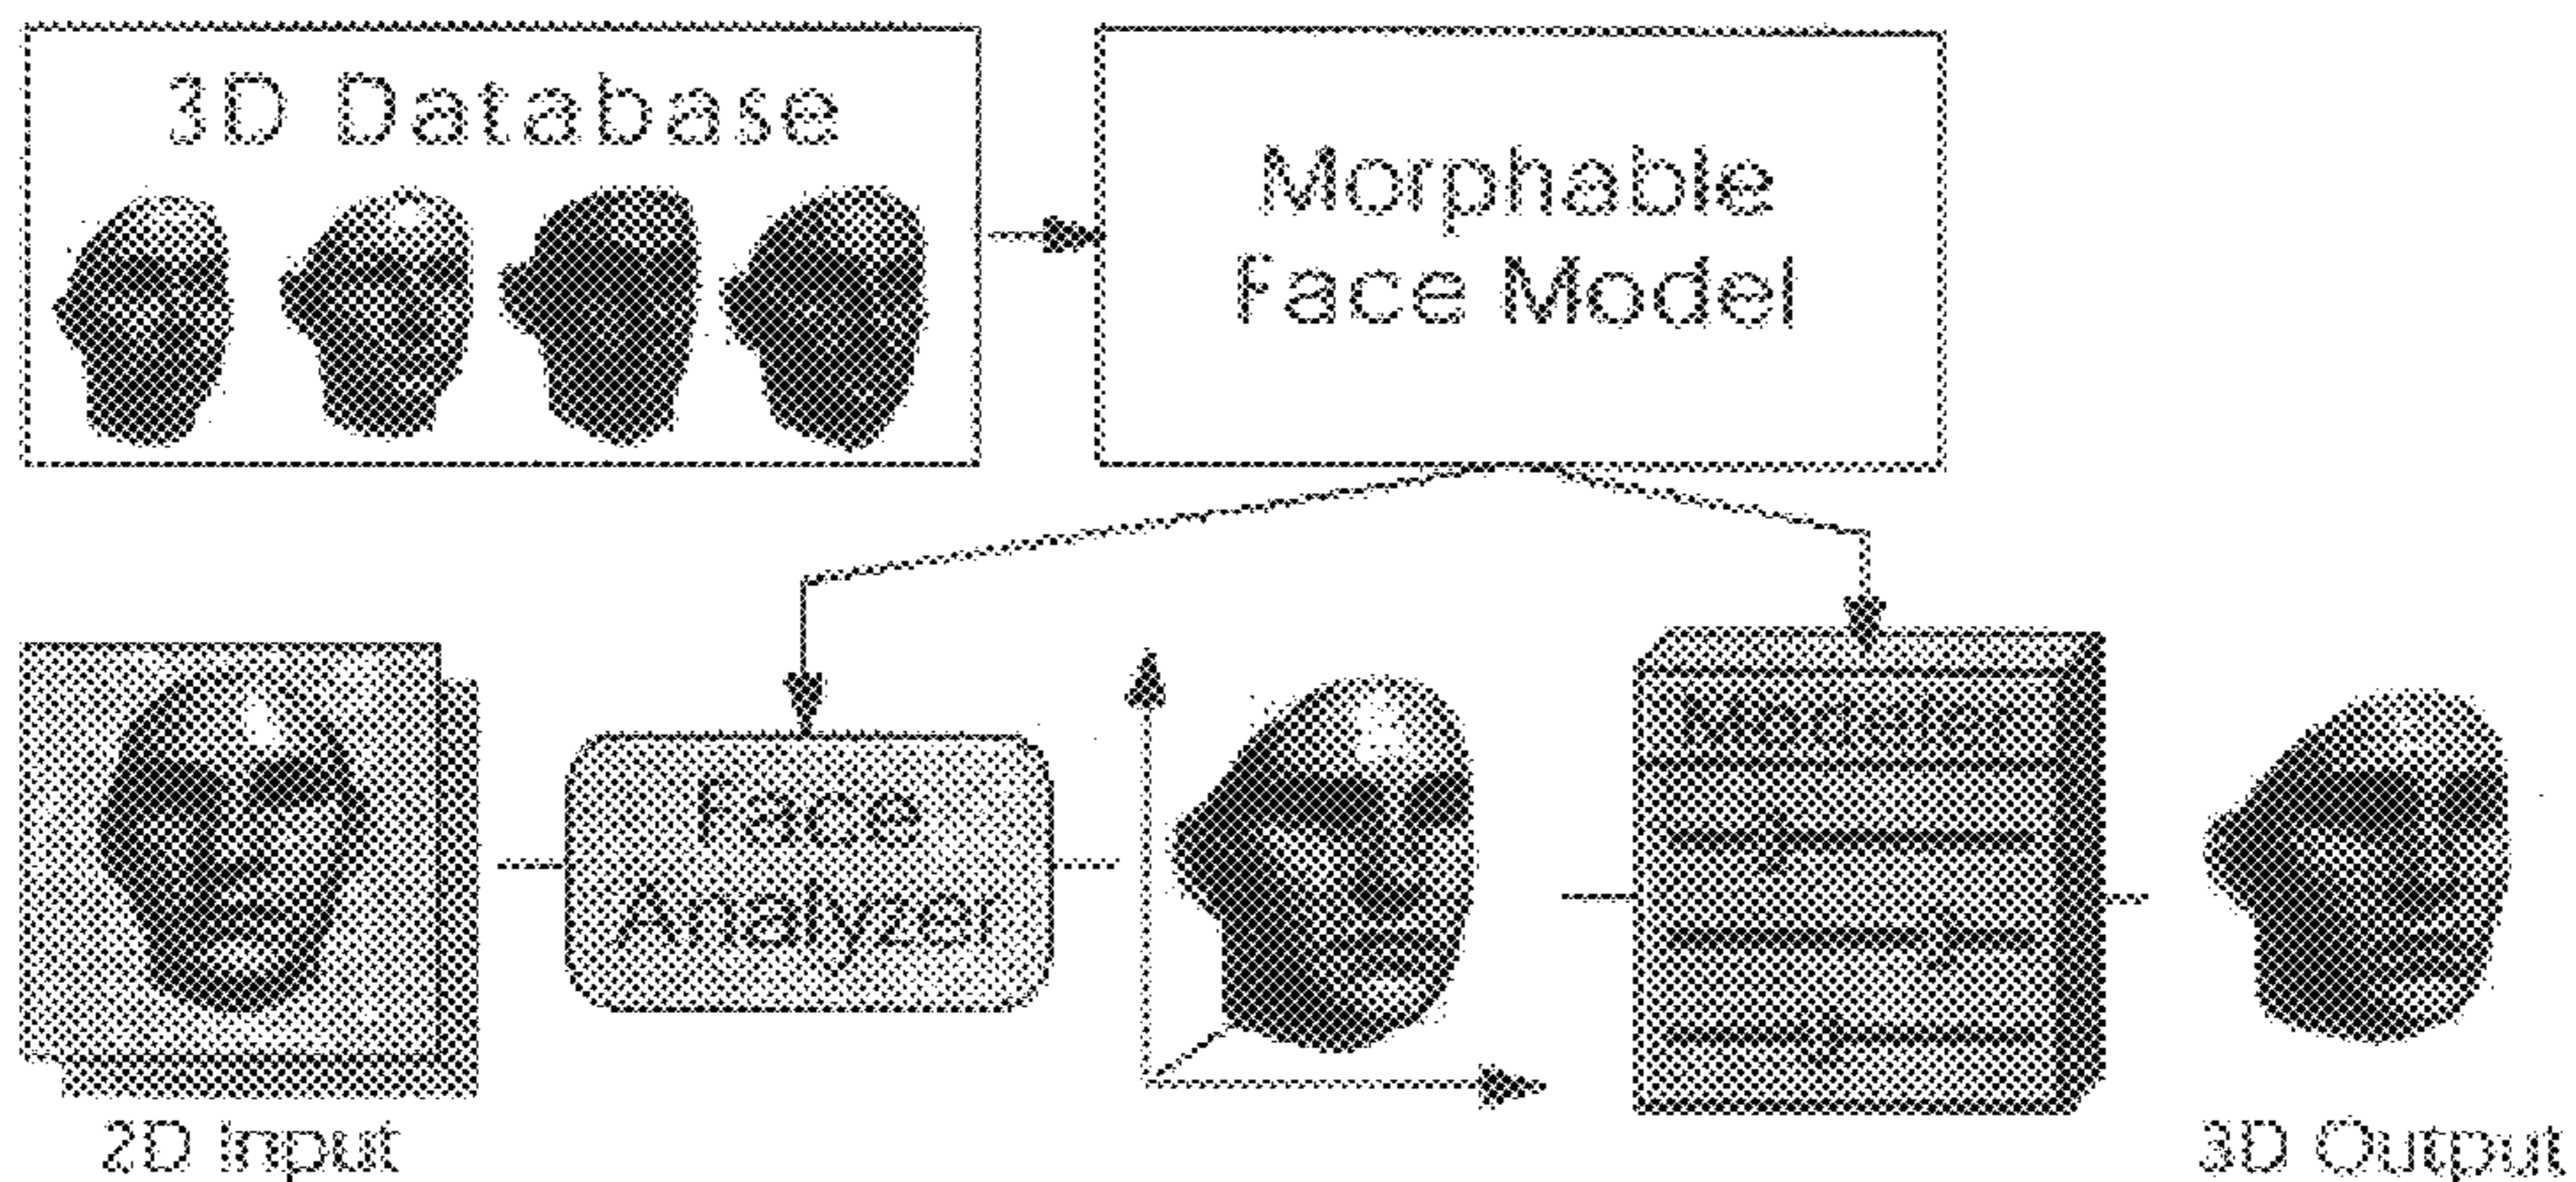 3D Database
Morphable
Face Model
Face
Analyzer
Modeler
2D Input
3D Output